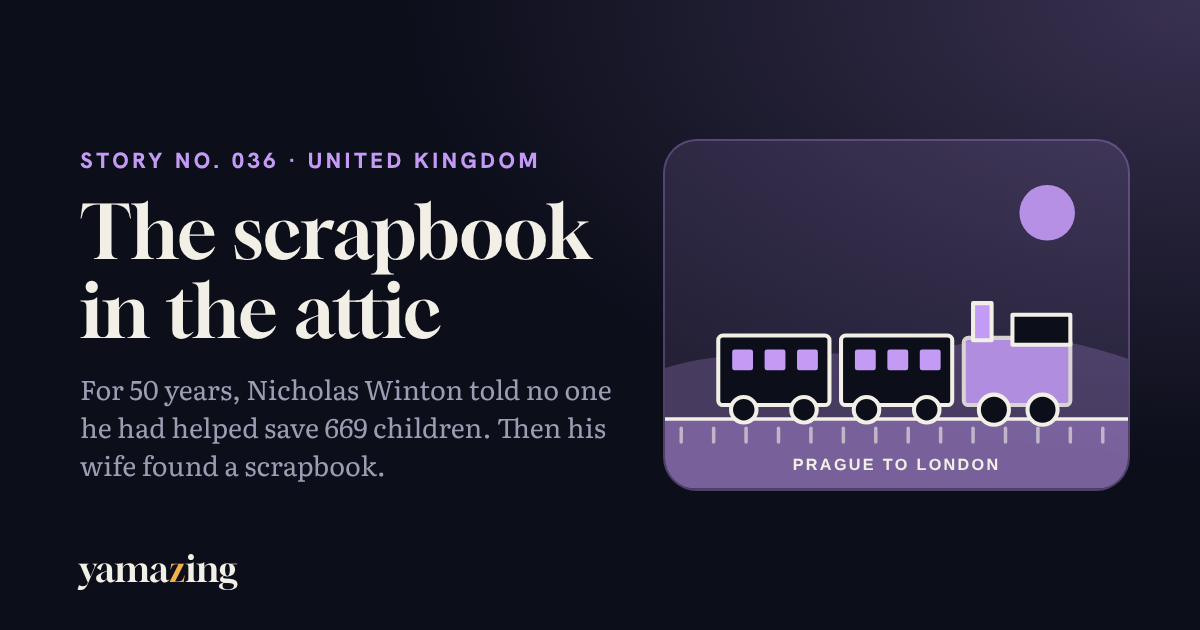 STORY NO. 036 · UNITED KINGDOM
The scrapbook
in the attic
For 50 years, Nicholas Winton told no one
he had helped save 669 children. Then his
wife found a scrapbook.
PRAGUE TO LONDON
yamazing